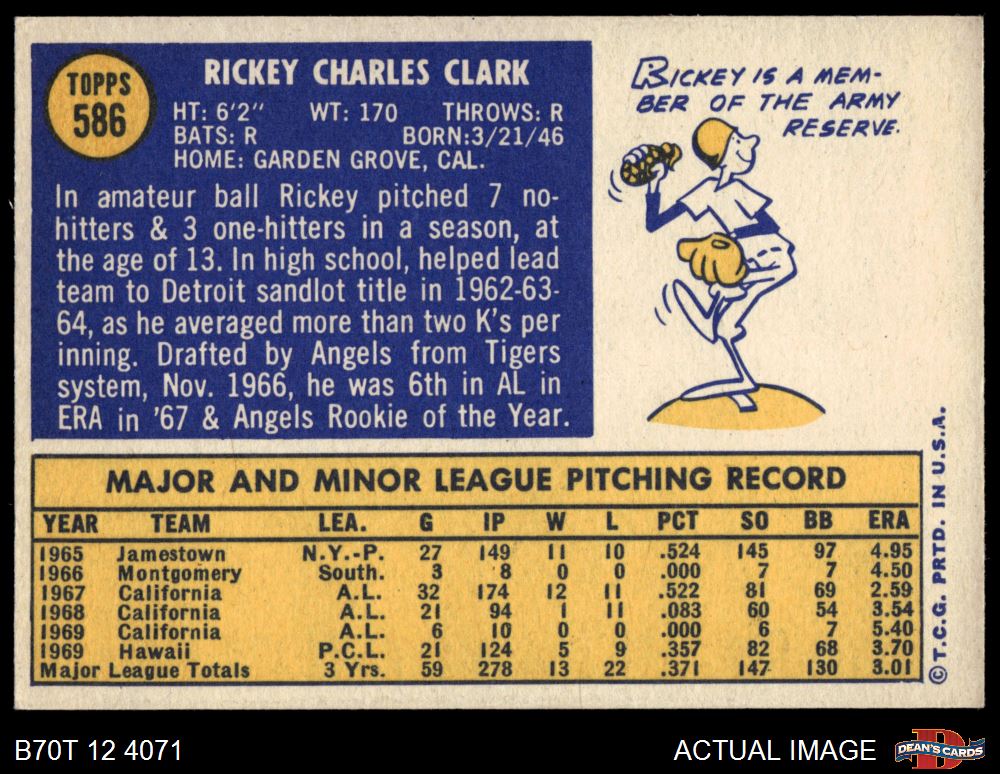 TOPPS
586
RICKEY CHARLES CLARK
HT: 6'2" WT: 170 THROWS: R
BATS: R BORN:3/21/46
HOME: GARDEN GROVE, CAL.
In amateur ball Rickey pitched 7 no-
hitters & 3 one-hitters in a season, at
the age of 13. In high school, helped lead
team to Detroit sandlot title in 1962-63-
64, as he averaged more than two K's per
inning. Drafted by Angels from Tigers
system, Nov. 1966, he was 6th in AL in
ERA in '67 & Angels Rookie of the Year.
RICKEY IS A MEM-
BER OF THE ARMY
RESERVE.
MAJOR AND MINOR LEAGUE PITCHING RECORD
YEAR TEAM LEA. G IP W L PCT SO BB ERA
1965 Jamestown N.Y.-P. 27 149 11 10 .524 145 97 4.95
1966 Montgomery South. 3 8 0 0 .000 7 7 4.50
1967 California A.L. 32 174 12 11 .522 81 69 2.59
1968 California A.L. 21 94 1 11 .083 60 54 3.54
1969 California A.L. 6 10 0 0 .000 6 7 5.40
1969 Hawaii P.C.L. 21 124 5 9 .357 82 68 3.70
Major League Totals 3 Yrs. 59 278 13 22 .371 147 130 3.01
© T.C.G. PRTD. IN U.S.A.
B70T 12 4071
ACTUAL IMAGE
D
DEAN'S CARDS